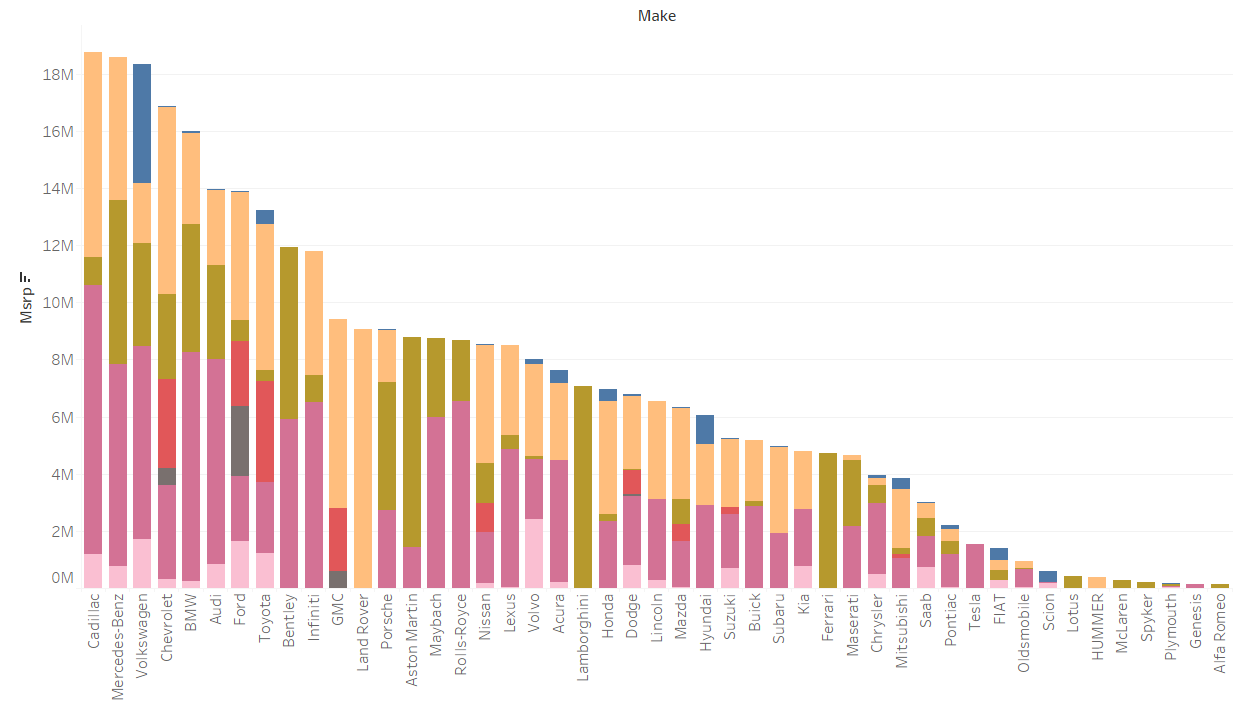 Make
Msrp
18M
16M
14M
12M
10M
8M
6M
4M
2M
0M
Cadillac
Mercedes-Benz
Volkswagen
Chevrolet
BMW
Audi
Ford
Toyota
Bentley
Infiniti
GMC
Land Rover
Porsche
Aston Martin
Maybach
Rolls-Royce
Nissan
Lexus
Volvo
Acura
Lamborghini
Honda
Dodge
Lincoln
Mazda
Hyundai
Suzuki
Buick
Subaru
Kia
Ferrari
Maserati
Chrysler
Mitsubishi
Saab
Pontiac
Tesla
FIAT
Oldsmobile
Scion
Lotus
HUMMER
McLaren
Spyker
Plymouth
Genesis
Alfa Romeo